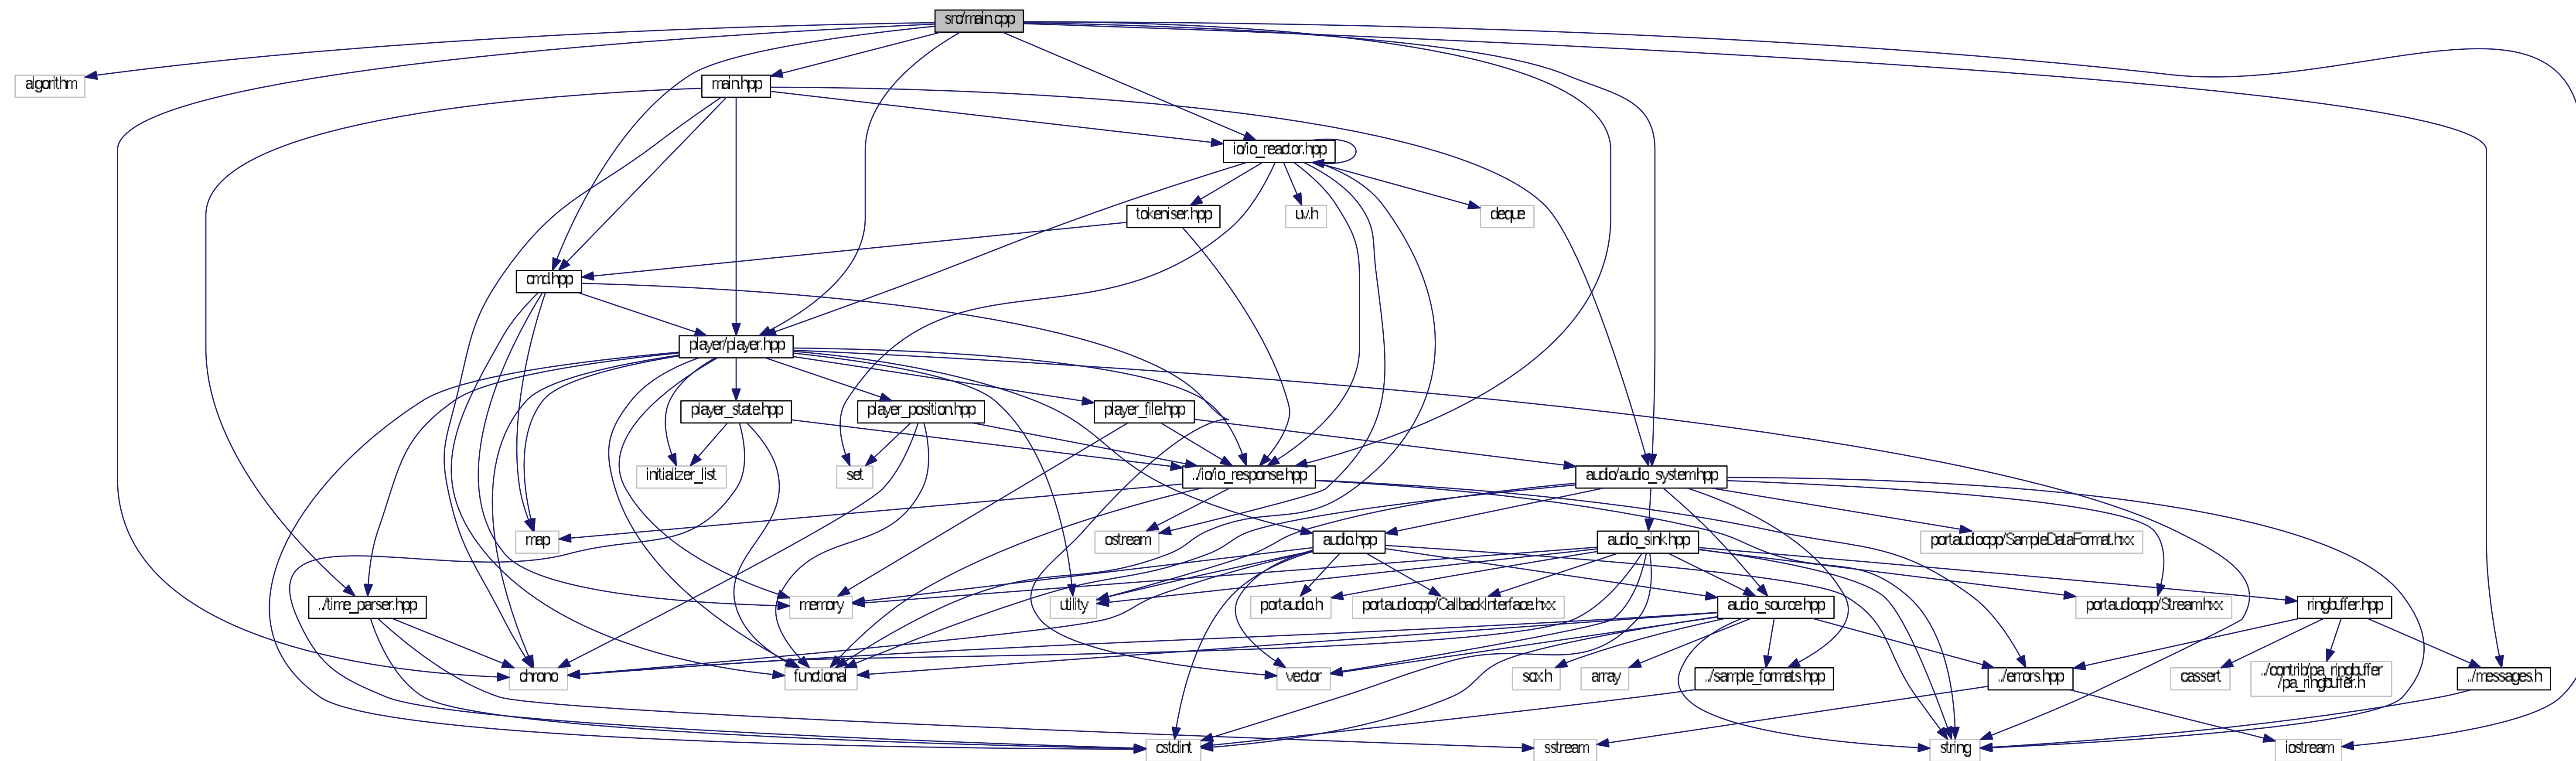 src/main.cpp
algorithm
main.hpp
io/io_reactor.hpp
tokeniser.hpp
uv.h
deque
cmd.hpp
player/player.hpp
player_state.hpp
player_position.hpp
player_file.hpp
initializer_list
set
../io/io_response.hpp
audio/audio_system.hpp
map
ostream
audio.hpp
audio_sink.hpp
portaudiocpp/SampleDataFormat.hxx
../time_parser.hpp
memory
utility
portaudio.h
portaudiocpp/CallbackInterface.hxx
audio_source.hpp
portaudiocpp/Stream.hxx
ringbuffer.hpp
chrono
functional
vector
sox.h
array
../sample_formats.hpp
../errors.hpp
cassert
../contrib/pa_ringbuffer
/pa_ringbuffer.h
../messages.h
cstdint
sstream
string
iostream